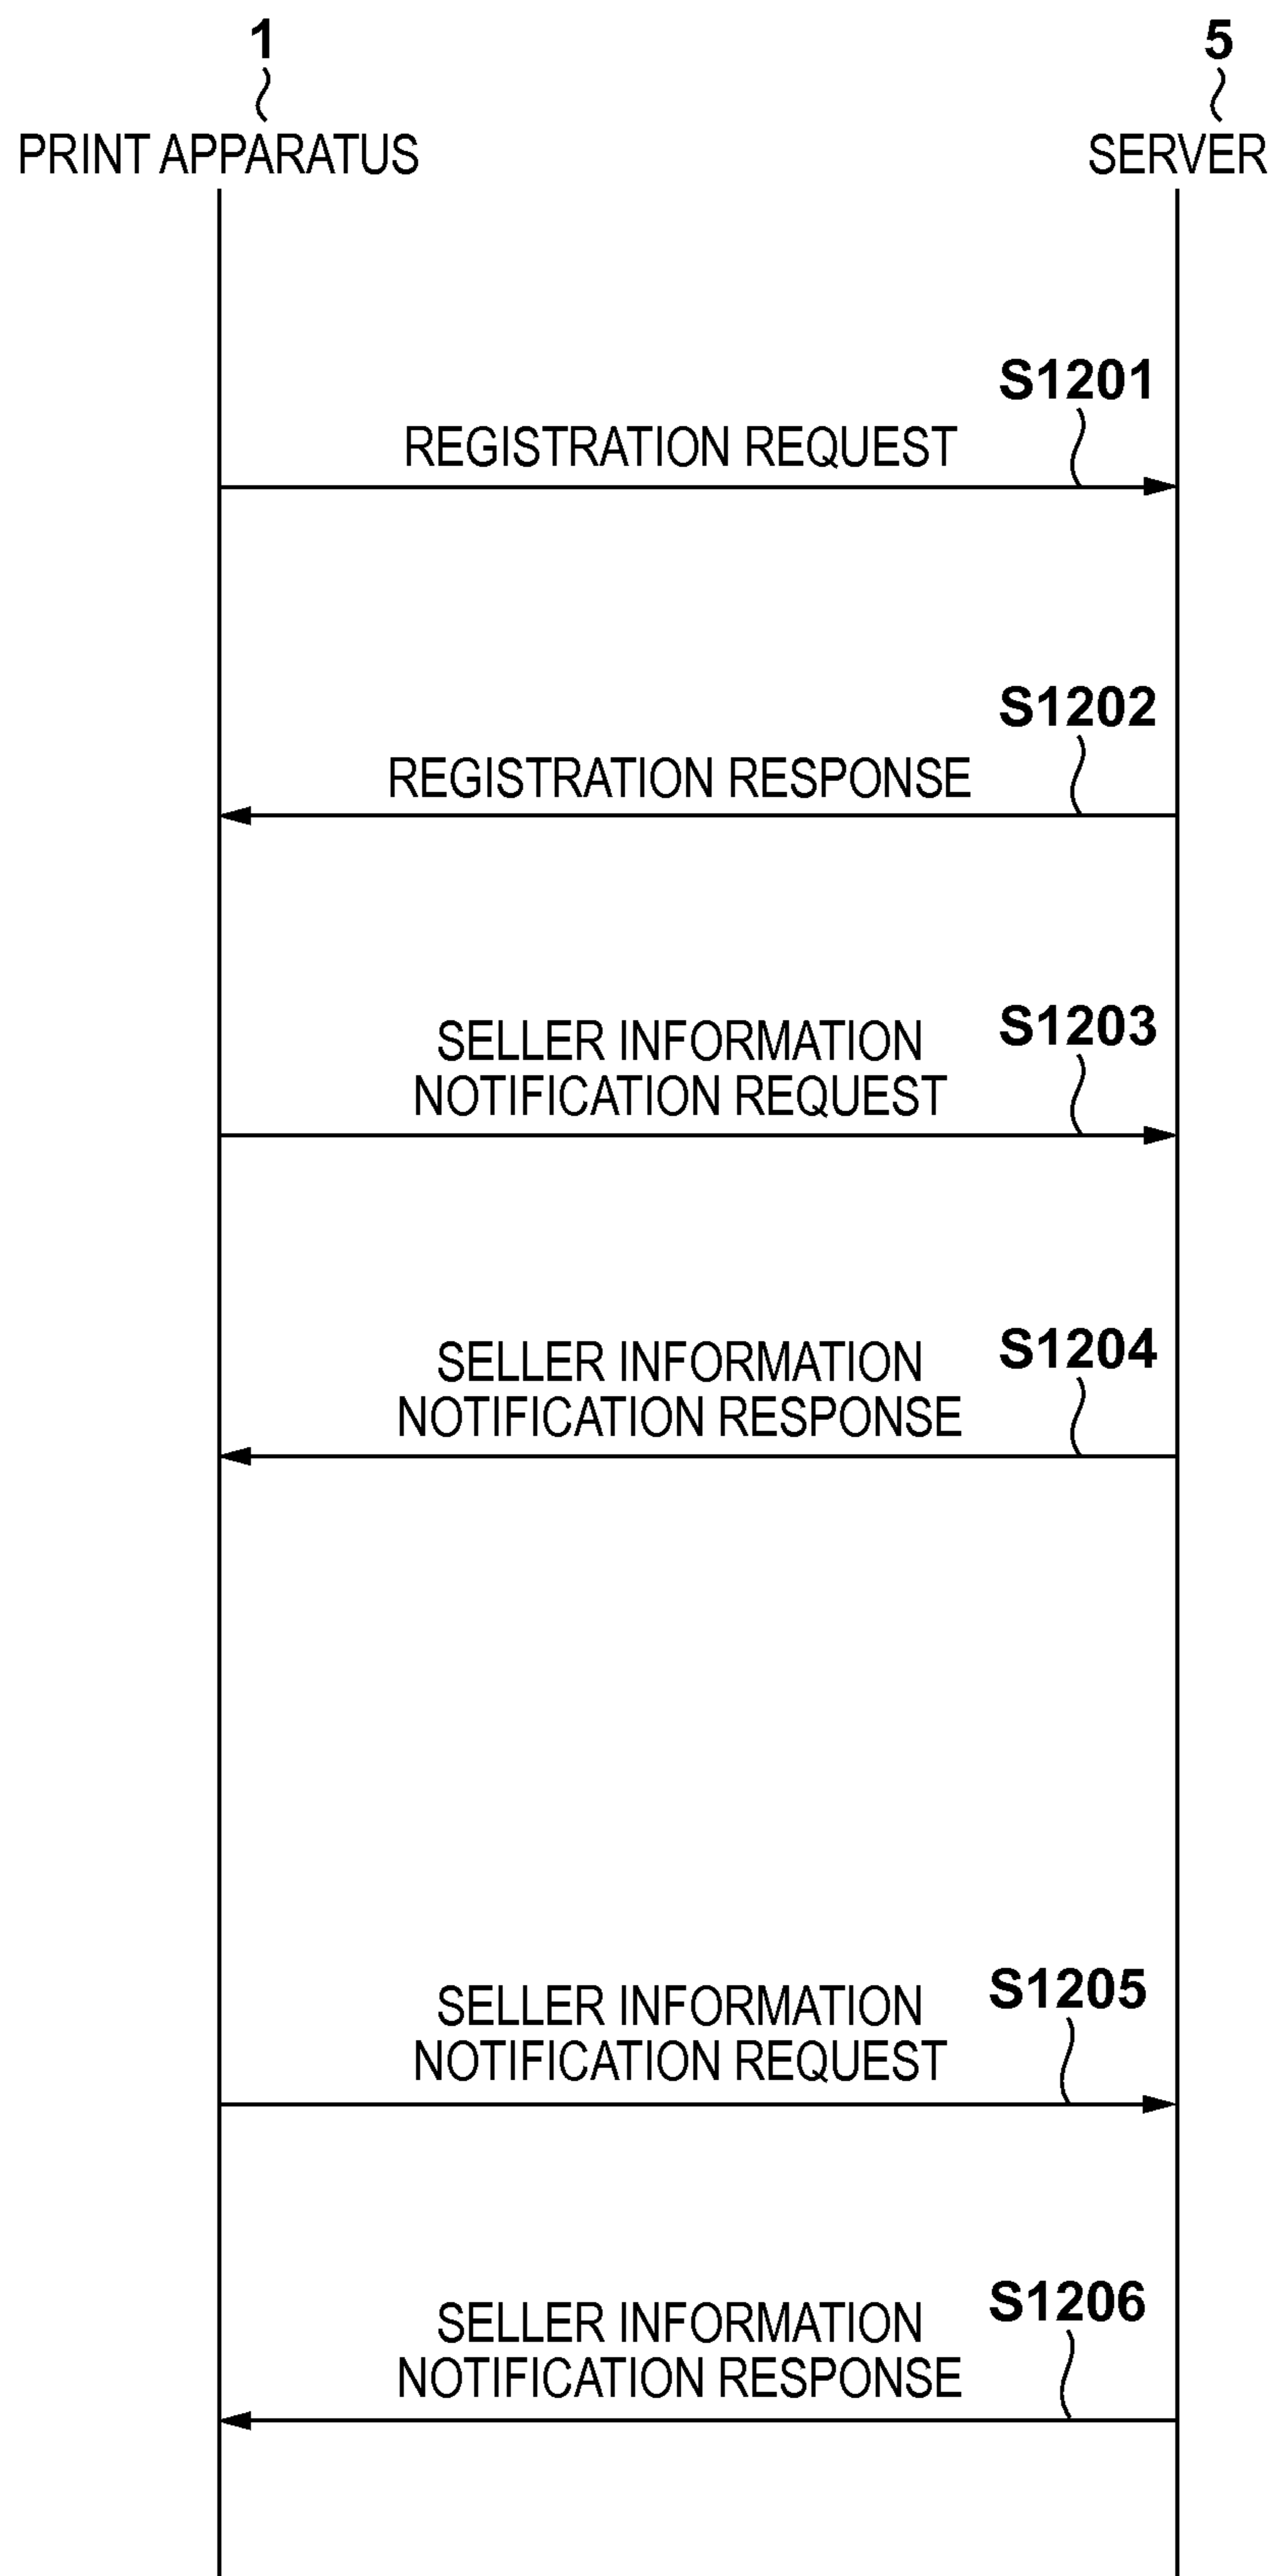 1
5
PRINT APPARATUS
SERVER
S1201
REGISTRATION REQUEST
S1202
REGISTRATION RESPONSE
S1203
SELLER INFORMATION
NOTIFICATION REQUEST
S1204
SELLER INFORMATION
NOTIFICATION RESPONSE
S1205
SELLER INFORMATION
NOTIFICATION REQUEST
S1206
SELLER INFORMATION
NOTIFICATION RESPONSE